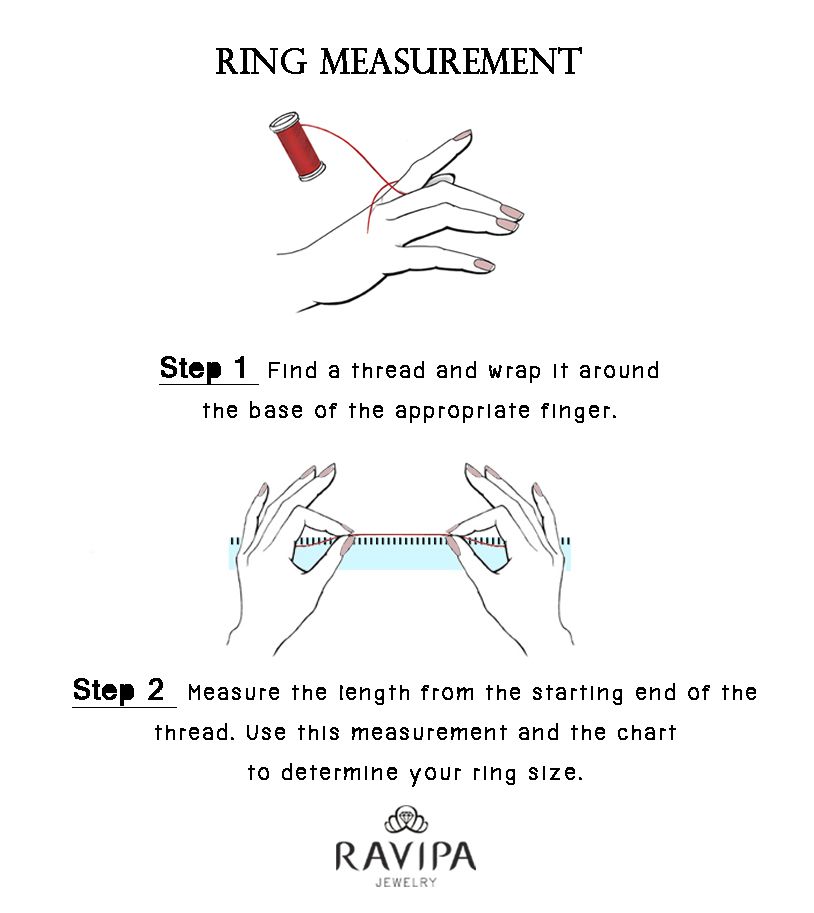 RING MEASUREMENT
Step 1 Find a thread and wrap it around
the base of the appropriate finger.
Step 2 Measure the length from the starting end of the
thread. Use this measurement and the chart
to determine your ring size.
RAVIPA
JEWELRY